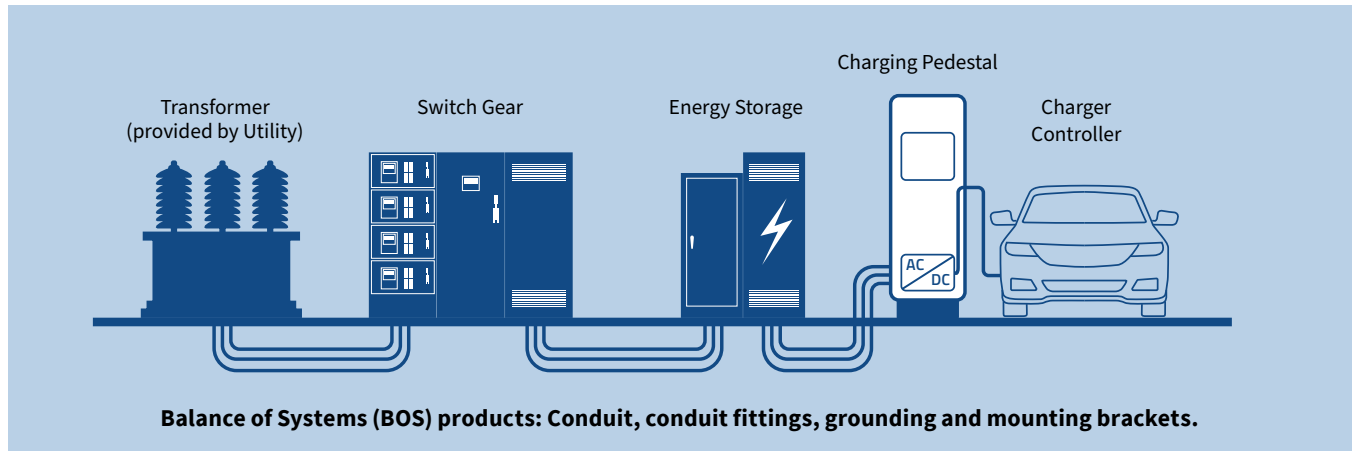 Charging Pedestal
Transformer
(provided by Utility)
Switch Gear
Energy Storage
Charger
Controller
AC
DC
Balance of Systems (BOS) products: Conduit, conduit fittings, grounding and mounting brackets.